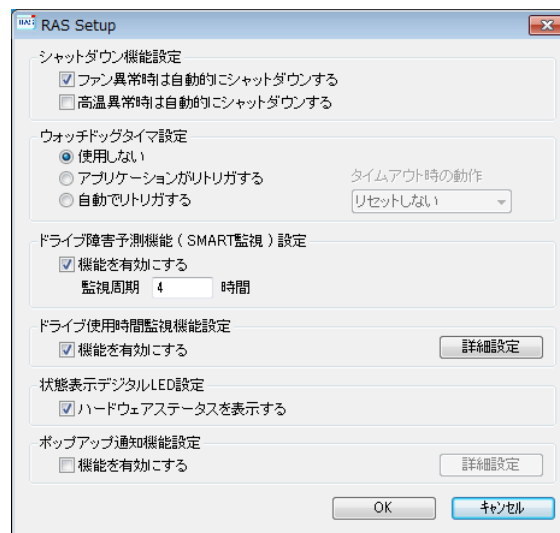 RAS RAS Setup
シャットダウン機能設定
ファン異常時は自動的にシャットダウンする
高温異常時は自動的にシャットダウンする
ウォッチドッグタイマ設定
使用しない
アプリケーションがリトリガする
タイムアウト時の動作
自動でリトリガする
リセットしない
ドライブ障害予測機能 ( SMART監視 ) 設定
機能を有効にする
監視周期 4 時間
ドライブ使用時間監視機能設定
機能を有効にする
詳細設定
状態表示デジタルLED設定
ハードウェアステータスを表示する
ポップアップ通知機能設定
機能を有効にする
詳細設定
OK キャンセル